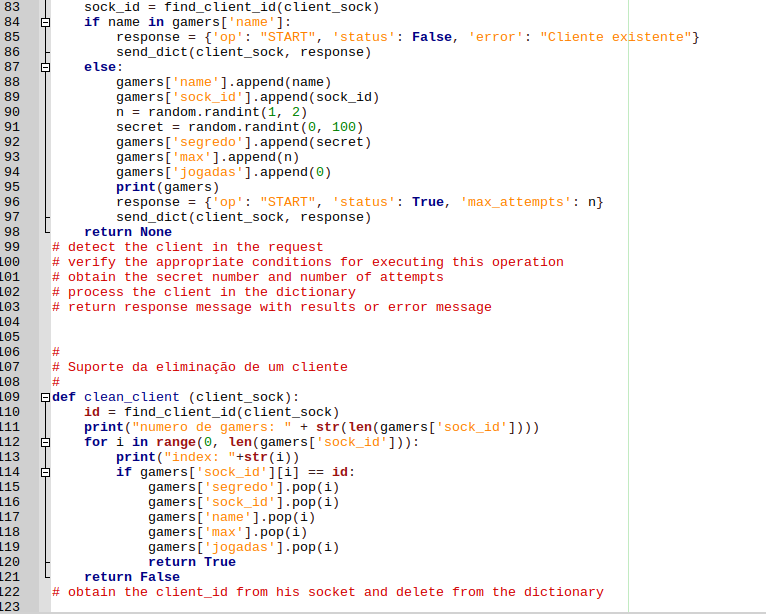 83 sock_id = find_client_id(client_sock)
84 if name in gamers['name']:
85 response = {'op': "START", 'status': False, 'error': "Cliente existente"}
86 send_dict(client_sock, response)
87 else:
88 gamers['name'].append(name)
89 gamers['sock_id'].append(sock_id)
90 n = random.randint(1, 2)
91 secret = random.randint(0, 100)
92 gamers['segredo'].append(secret)
93 gamers['max'].append(n)
94 gamers['jogadas'].append(0)
95 print(gamers)
96 response = {'op': "START", 'status': True, 'max_attempts': n}
97 send_dict(client_sock, response)
98 return None
99 # detect the client in the request
100 # verify the appropriate conditions for executing this operation
101 # obtain the secret number and number of attempts
102 # process the client in the dictionary
103 # return response message with results or error message
104
105
106 #
107 # Suporte da eliminação de um cliente
108 #
109 def clean_client (client_sock):
110 id = find_client_id(client_sock)
111 print("numero de gamers: " + str(len(gamers['sock_id'])))
112 for i in range(0, len(gamers['sock_id'])):
113 print("index: "+str(i))
114 if gamers['sock_id'][i] == id:
115 gamers['segredo'].pop(i)
116 gamers['sock_id'].pop(i)
117 gamers['name'].pop(i)
118 gamers['max'].pop(i)
119 gamers['jogadas'].pop(i)
120 return True
121 return False
122 # obtain the client_id from his socket and delete from the dictionary
123